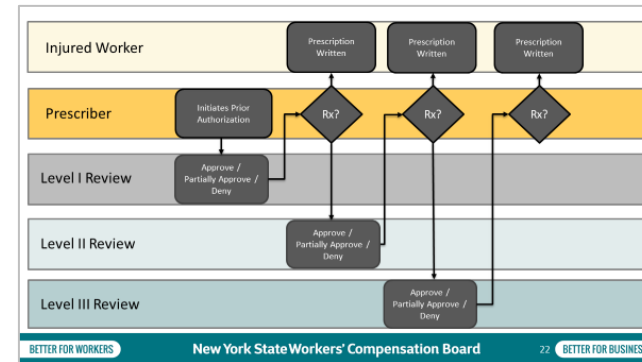 Injured Worker
Prescription
Written
Prescription
Written
Prescription
Written
Prescriber
Initiates Prior
Authorization
Rx?
Rx?
Rx?
Level I Review
Approve /
Partially Approve /
Deny
Level II Review
Approve /
Partially Approve /
Deny
Level III Review
Approve /
Partially Approve /
Deny
BETTER FOR WORKERS
New York State Workers' Compensation Board
22
BETTER FOR BUSINES